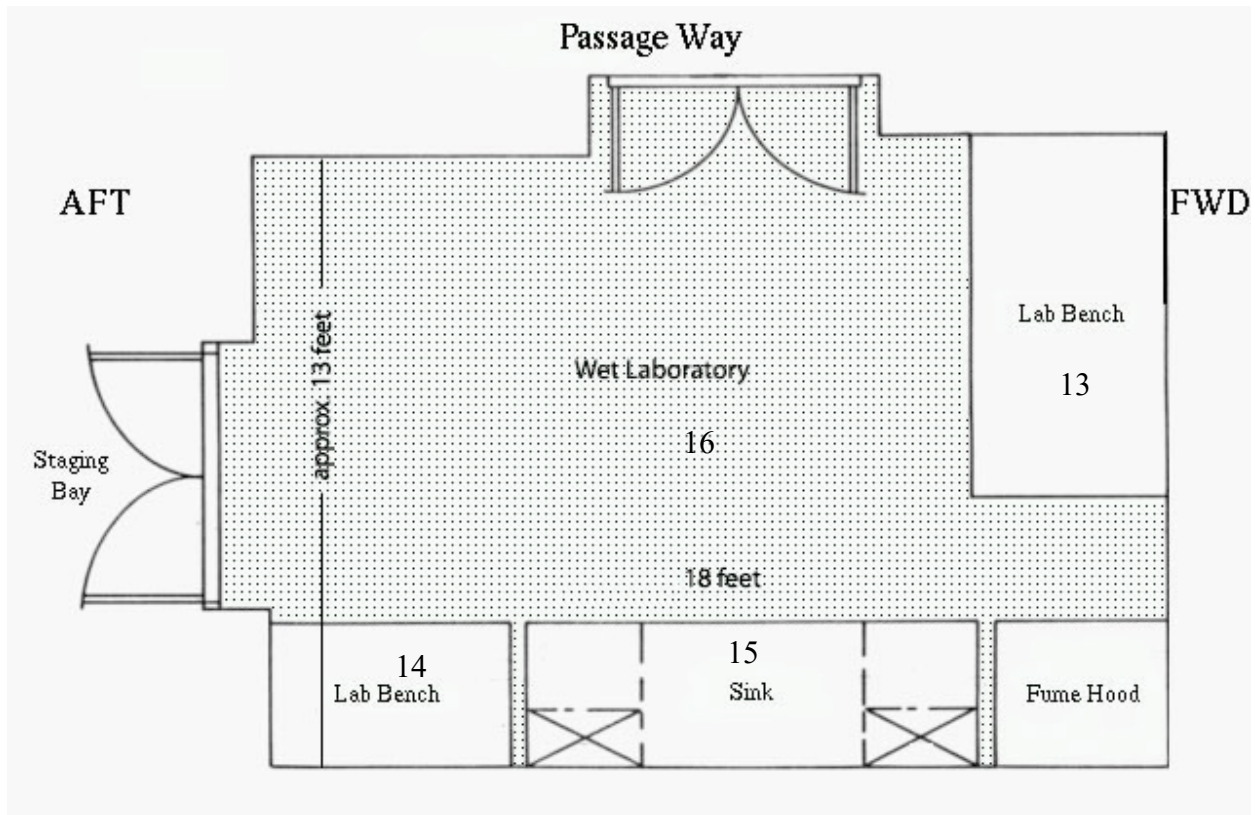 Passage Way
AFT
FWD
Lab Bench
13
approx 13 feet
Wet Laboratory
16
Staging
Bay
18 feet
14
Lab Bench
15
Sink
Fume Hood